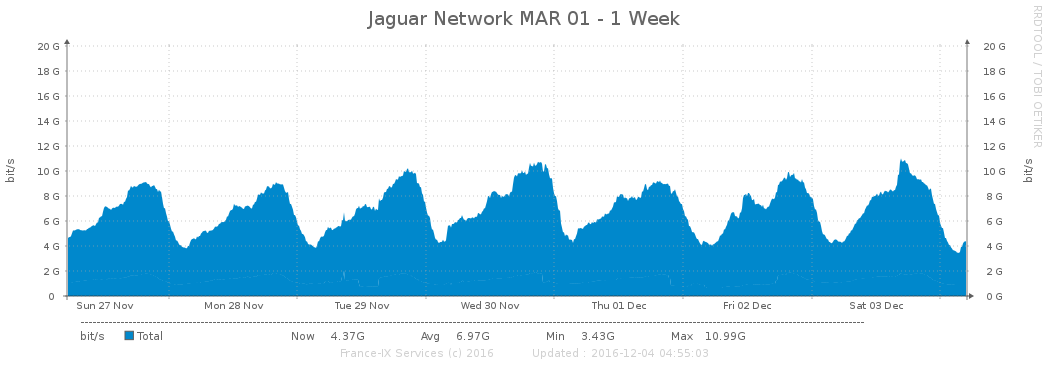 Jaguar Network MAR 01 - 1 Week
RRDTOOL / TOBI OETIKER
20 G 20 G
18 G 18 G
16 G 16 G
14 G 14 G
12 G 12 G
10 G 10 G
8 G 8 G
6 G 6 G
4 G 4 G
2 G 2 G
0 0 G
bit/s bit/s
Sun 27 Nov Mon 28 Nov Tue 29 Nov Wed 30 Nov Thu 01 Dec Fri 02 Dec Sat 03 Dec
bit/s Total Now 4.37G Avg 6.97G Min 3.43G Max 10.99G
France-IX Services (c) 2016 Updated : 2016-12-04 04:55:03